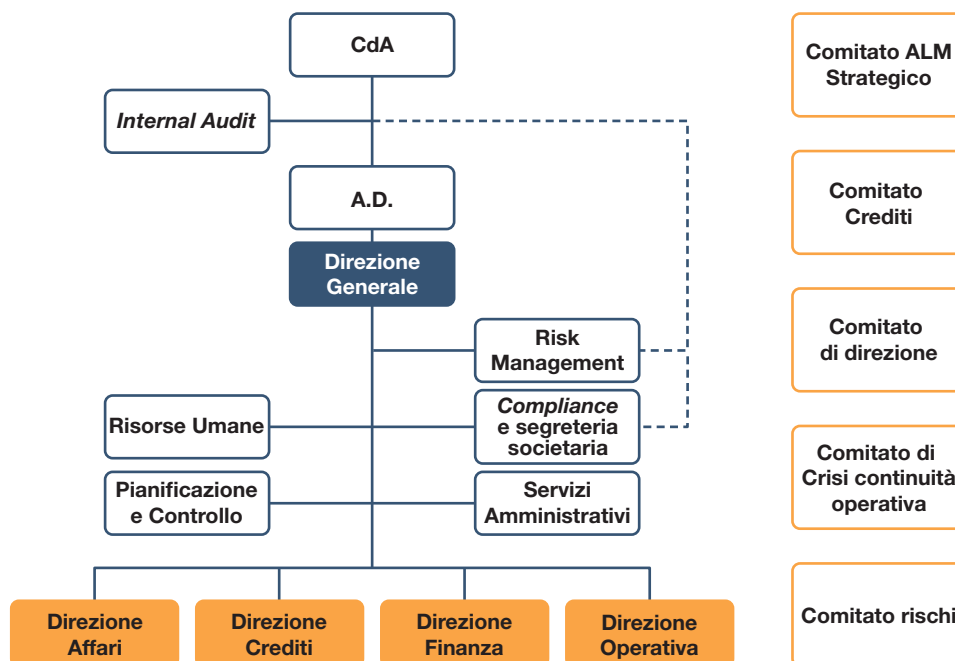 CdA
Internal Audit
A.D.
Direzione
Generale
Risk
Management
Risorse Umane
Compliance
e segreteria
societaria
Pianificazione
e Controllo
Servizi
Amministrativi
Direzione
Affari
Direzione
Crediti
Direzione
Finanza
Direzione
Operativa
Comitato ALM
Strategico
Comitato
Crediti
Comitato
di direzione
Comitato di
Crisi continuità
operativa
Comitato rischi